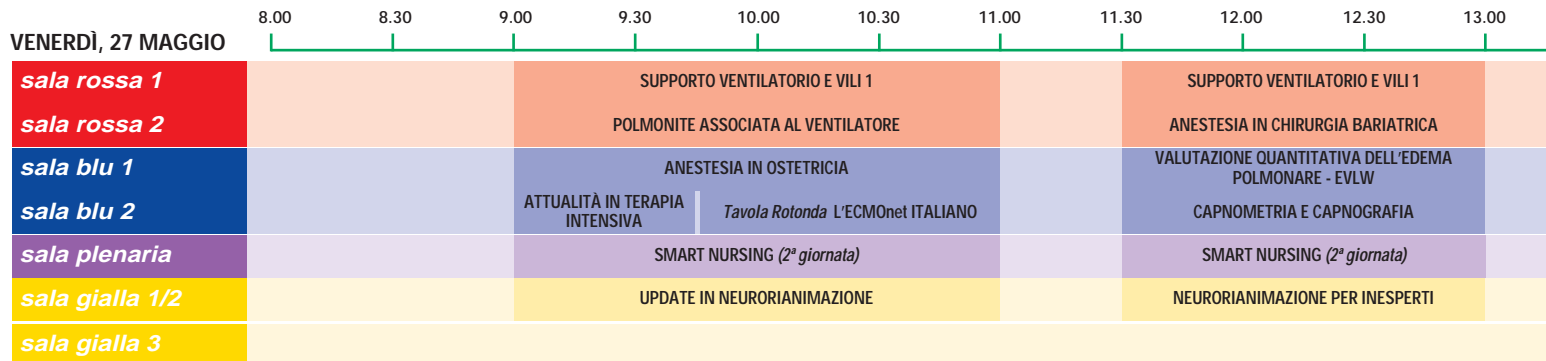 8.00 8.30 9.00 9.30 10.00 10.30 11.00 11.30 12.00 12.30 13.00
VENERDÌ, 27 MAGGIO
sala rossa 1 SUPPORTO VENTILATORIO E VILI 1 SUPPORTO VENTILATORIO E VILI 1
sala rossa 2 POLMONITE ASSOCIATA AL VENTILATORE ANESTESIA IN CHIRURGIA BARIATRICA
sala blu 1 ANESTESIA IN OSTETRICIA VALUTAZIONE QUANTITATIVA DELL'EDEMA
POLMONARE - EVLW
sala blu 2 ATTUALITÀ IN TERAPIA
INTENSIVA Tavola Rotonda L'ECMOnet ITALIANO CAPNOMETRIA E CAPNOGRAFIA
sala plenaria SMART NURSING (2ª giornata) SMART NURSING (2ª giornata)
sala gialla 1/2 UPDATE IN NEURORIANIMAZIONE NEURORIANIMAZIONE PER INESPERTI
sala gialla 3